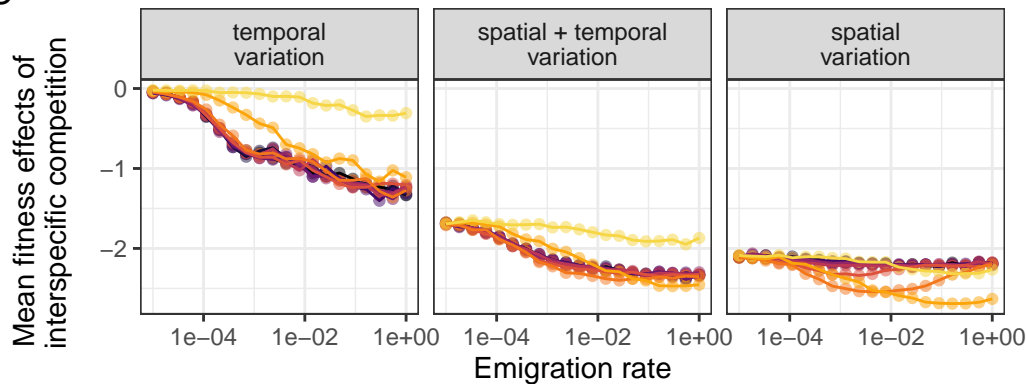 temporal
variation
spatial + temporal
variation
spatial
variation
Mean fitness effects of
interspecific competition
0
−1
−2
1e−04
1e−02
1e+00
1e−04
1e−02
1e+00
1e−04
1e−02
1e+00
Emigration rate